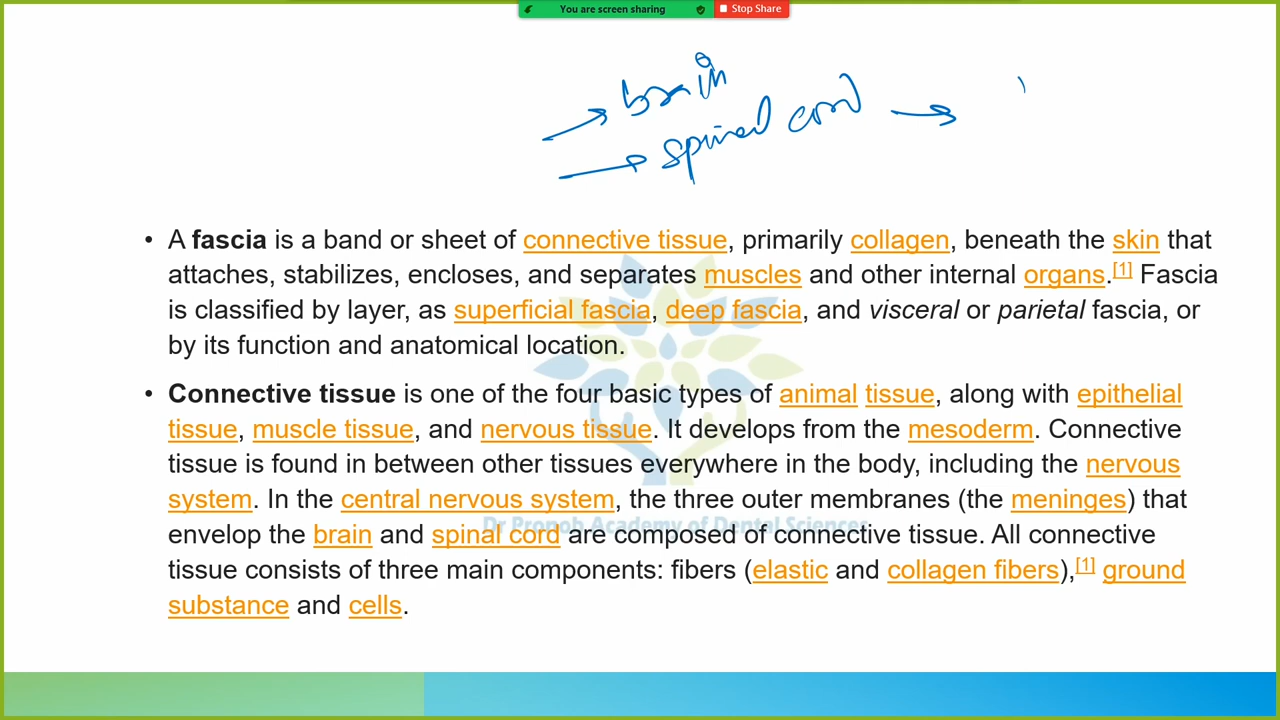 You are screen sharing Stop Share
brain
spinal cord
• A fascia is a band or sheet of connective tissue, primarily collagen, beneath the skin that
attaches, stabilizes, encloses, and separates muscles and other internal organs.[1] Fascia
is classified by layer, as superficial fascia, deep fascia, and visceral or parietal fascia, or
by its function and anatomical location.
• Connective tissue is one of the four basic types of animal tissue, along with epithelial
tissue, muscle tissue, and nervous tissue. It develops from the mesoderm. Connective
tissue is found in between other tissues everywhere in the body, including the nervous
system. In the central nervous system, the three outer membranes (the meninges) that
Dr Pronob Academy of Dental Sciences
envelop the brain and spinal cord are composed of connective tissue. All connective
tissue consists of three main components: fibers (elastic and collagen fibers),[1] ground
substance and cells.